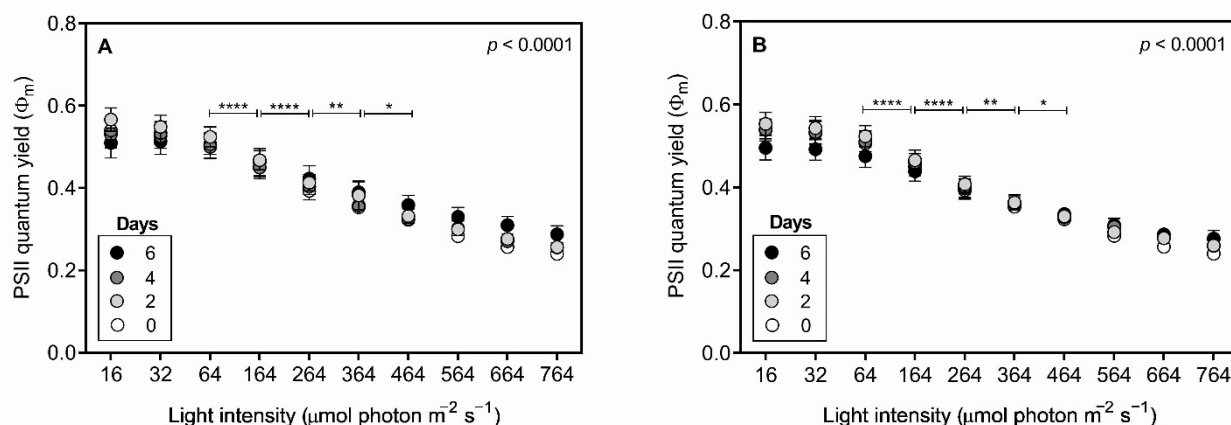 A
p < 0.0001
PSII quantum yield (Φm)
0.8
0.6
0.4
0.2
0.0
**** **** ** *
Days
6
4
2
0
16 32 64 164 264 364 464 564 664 764
Light intensity (μmol photon m⁻² s⁻¹)
B
p < 0.0001
PSII quantum yield (Φm)
0.8
0.6
0.4
0.2
0.0
**** **** ** *
Days
6
4
2
0
16 32 64 164 264 364 464 564 664 764
Light intensity (μmol photon m⁻² s⁻¹)